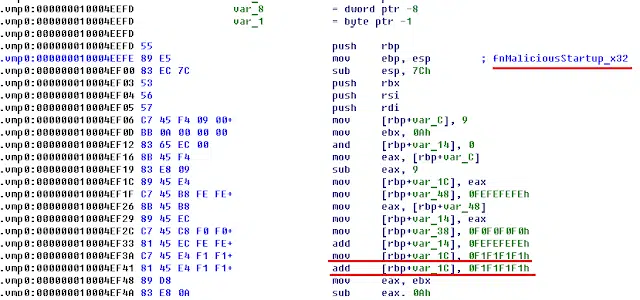 .vmp0:000000010004EEFD var_8 = dword ptr -8
.vmp0:000000010004EEFD var_1 = byte ptr -1
.vmp0:000000010004EEFD
.vmp0:000000010004EEFD 55 push rbp
.vmp0:000000010004EEFE 89 E5 mov ebp, esp ; fnMaliciousStartup_x32
.vmp0:000000010004EF00 83 EC 7C sub esp, 7Ch
.vmp0:000000010004EF03 53 push rbx
.vmp0:000000010004EF04 56 push rsi
.vmp0:000000010004EF05 57 push rdi
.vmp0:000000010004EF06 C7 45 F4 09 00+ mov [rbp+var_C], 9
.vmp0:000000010004EF0D BB 0A 00 00 00 mov ebx, 0Ah
.vmp0:000000010004EF12 83 65 EC 00 and [rbp+var_14], 0
.vmp0:000000010004EF16 8B 45 F4 mov eax, [rbp+var_C]
.vmp0:000000010004EF19 83 E8 09 sub eax, 9
.vmp0:000000010004EF1C 89 45 E4 mov [rbp+var_1C], eax
.vmp0:000000010004EF1F C7 45 B8 FE FE+ mov [rbp+var_48], 0FEFEFEFEh
.vmp0:000000010004EF26 8B 45 B8 mov eax, [rbp+var_48]
.vmp0:000000010004EF29 89 45 EC mov [rbp+var_14], eax
.vmp0:000000010004EF2C C7 45 C8 F0 F0+ mov [rbp+var_38], 0F0F0F0F0h
.vmp0:000000010004EF33 81 45 EC FE FE+ add [rbp+var_14], 0FEFEFEFEh
.vmp0:000000010004EF3A C7 45 E4 F1 F1+ mov [rbp+var_1C], 0F1F1F1F1h
.vmp0:000000010004EF41 81 45 E4 F1 F1+ add [rbp+var_1C], 0F1F1F1F1h
.vmp0:000000010004EF48 89 D8 mov eax, ebx
.vmp0:000000010004EF4A 83 E8 0A sub eax, 0Ah